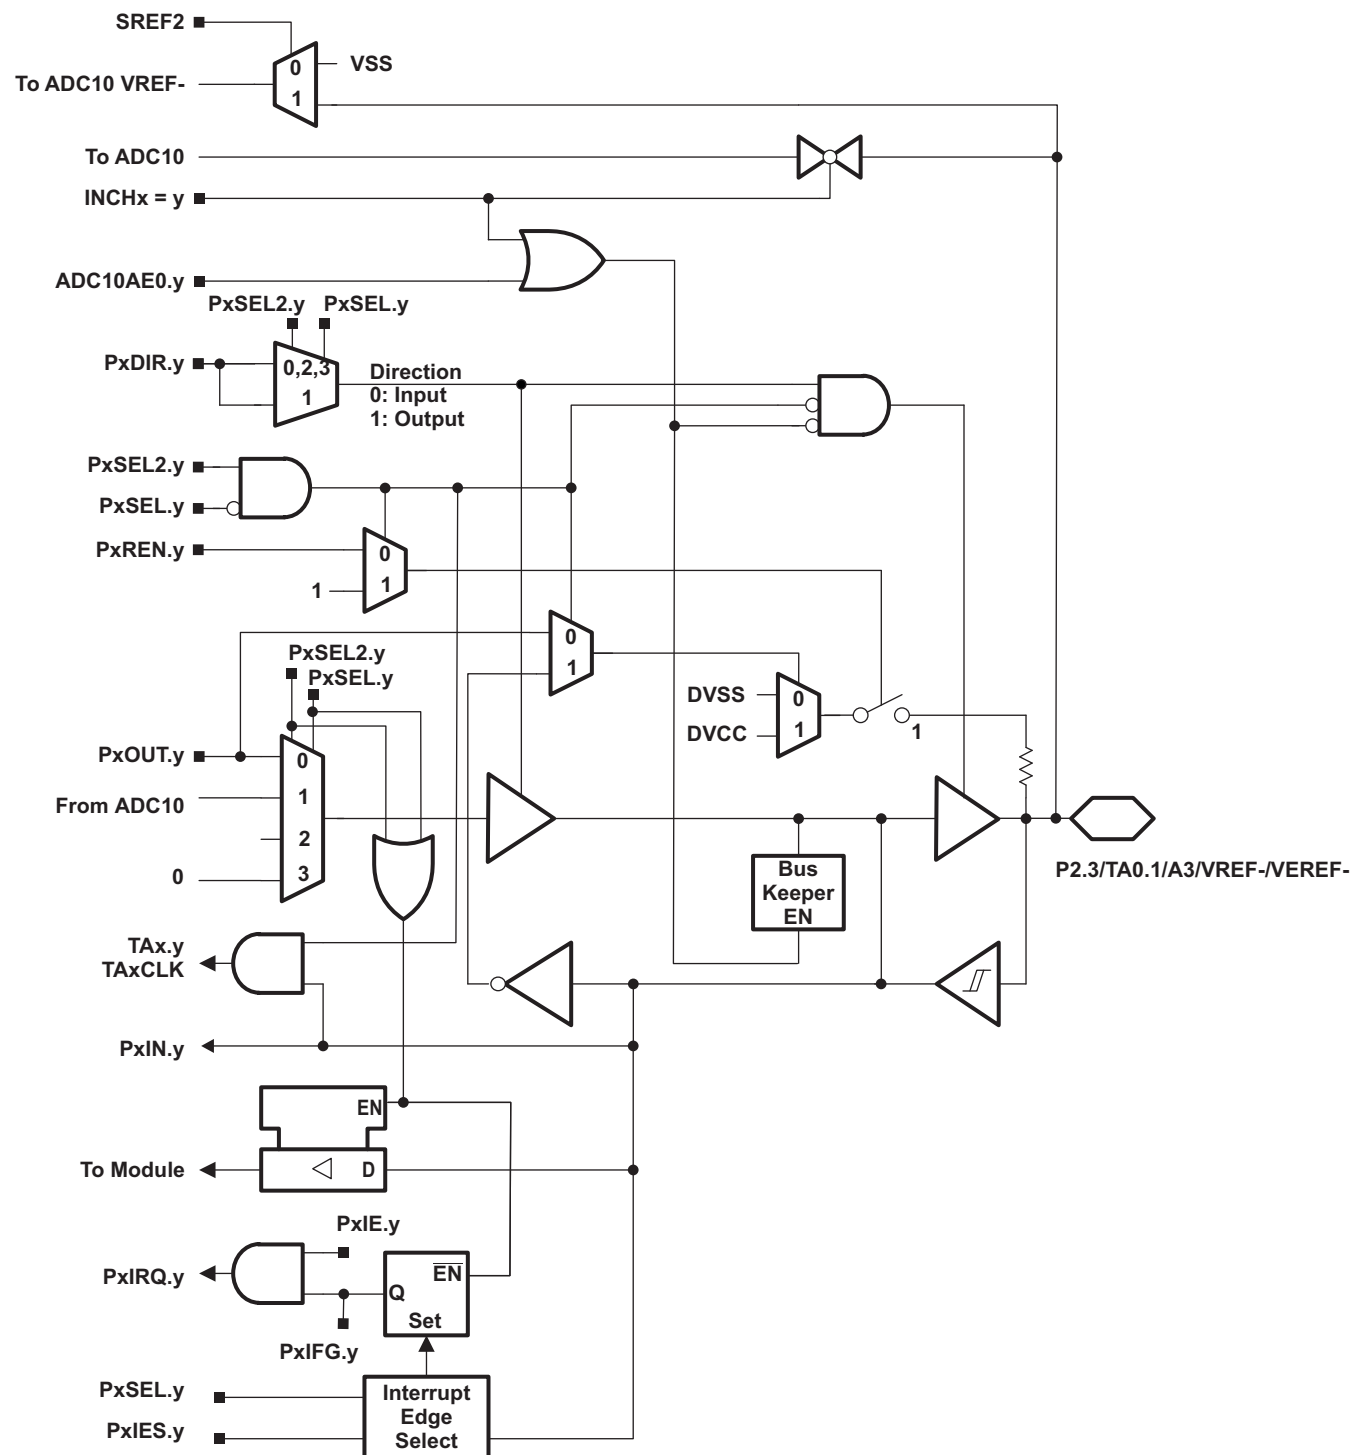 SREF2
0
VSS
To ADC10 VREF-
1
To ADC10
INCHx = y
ADC10AE0.y
PxSEL2.y
PxSEL.y
PxDIR.y
0,2,3
1
Direction
0: Input
1: Output
PxSEL2.y
PxSEL.y
PxREN.y
0
1
1
0
1
PxSEL2.y
PxSEL.y
DVSS
DVCC
0
1
1
PxOUT.y
From ADC10
0
0
1
2
3
Bus
Keeper
EN
P2.3/TA0.1/A3/VREF-/VEREF-
TAx.y
TAxCLK
PxIN.y
EN
To Module
D
PxIE.y
PxIRQ.y
EN
Q
Set
PxIFG.y
PxSEL.y
PxIES.y
Interrupt
Edge
Select